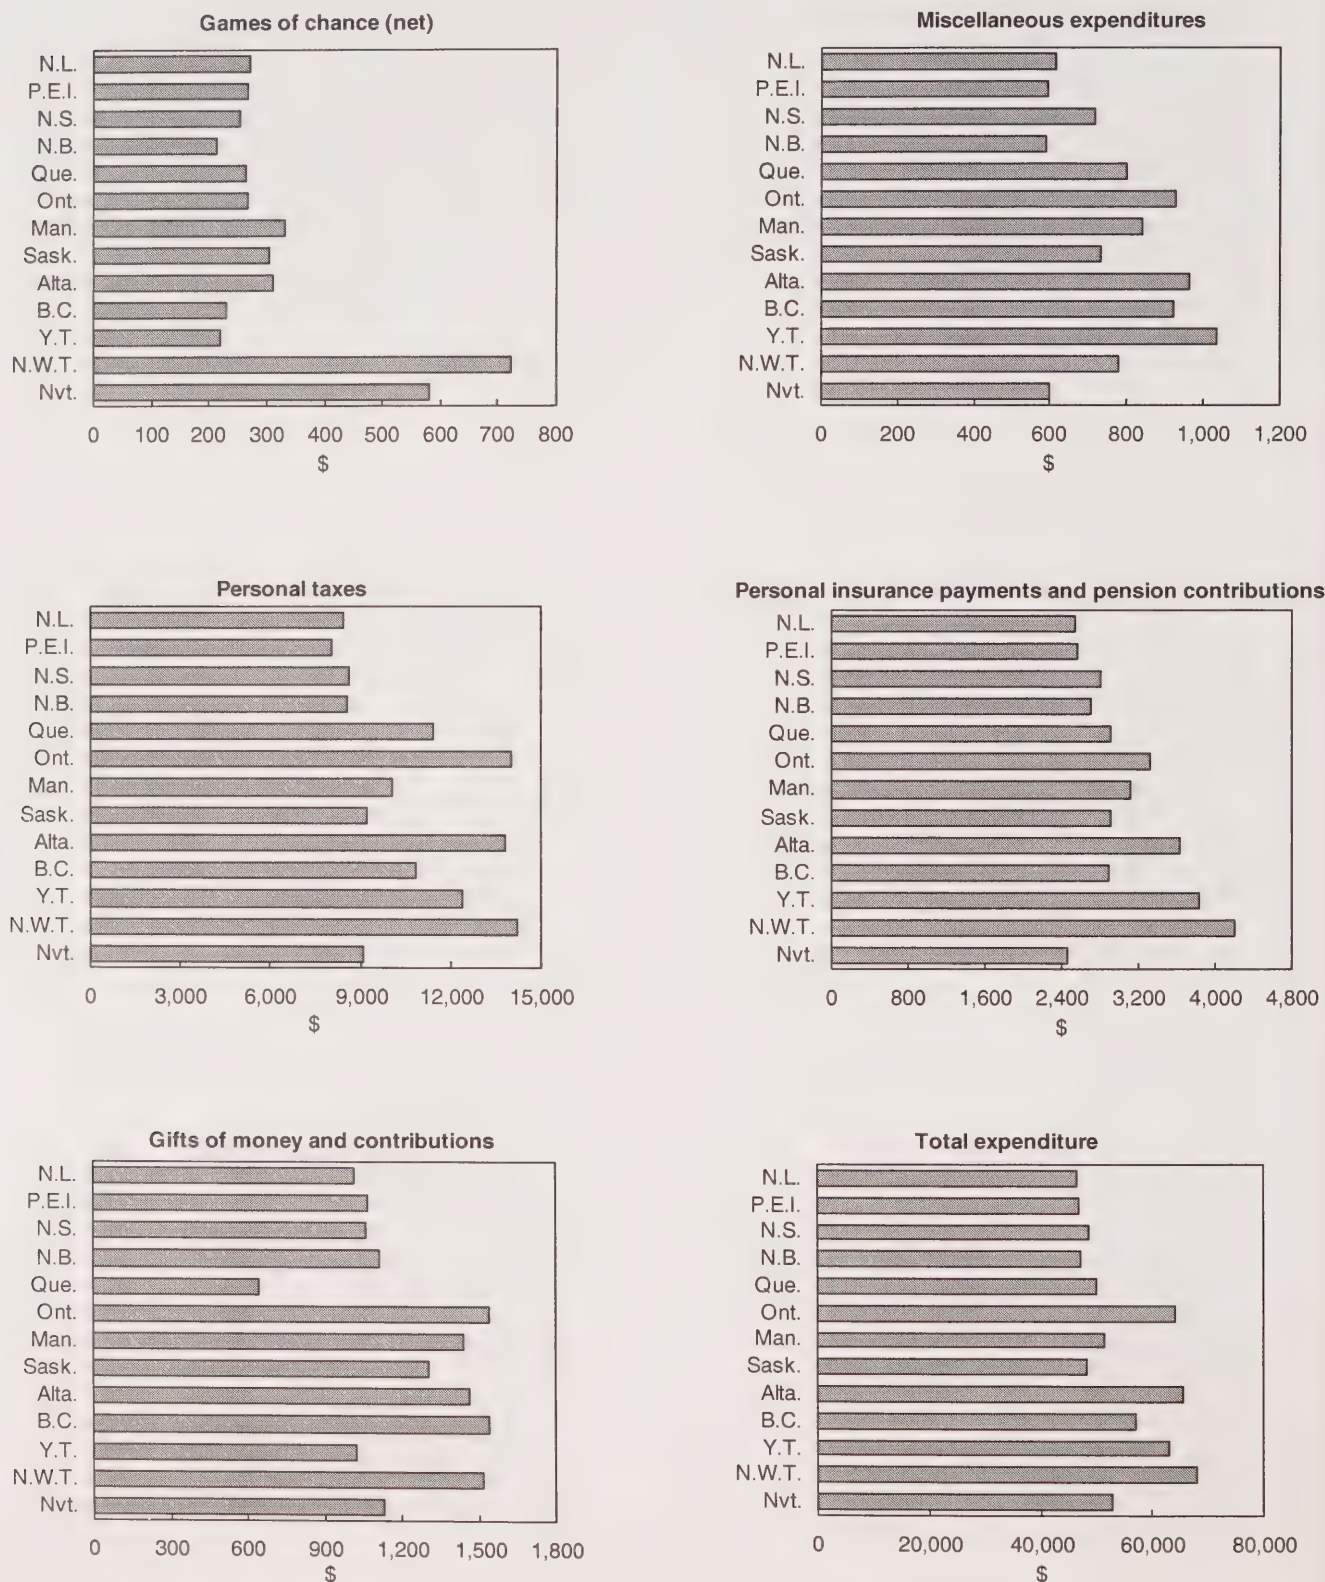 Games of chance (net)
N.L.
P.E.I.
N.S.
N.B.
Que.
Ont.
Man.
Sask.
Alta.
B.C.
Y.T.
N.W.T.
Nvt.
0 100 200 300 400 500 600 700 800
$
Miscellaneous expenditures
N.L.
P.E.I.
N.S.
N.B.
Que.
Ont.
Man.
Sask.
Alta.
B.C.
Y.T.
N.W.T.
Nvt.
0 200 400 600 800 1,000 1,200
$
Personal taxes
N.L.
P.E.I.
N.S.
N.B.
Que.
Ont.
Man.
Sask.
Alta.
B.C.
Y.T.
N.W.T.
Nvt.
0 3,000 6,000 9,000 12,000 15,000
$
Personal insurance payments and pension contributions
N.L.
P.E.I.
N.S.
N.B.
Que.
Ont.
Man.
Sask.
Alta.
B.C.
Y.T.
N.W.T.
Nvt.
0 800 1,600 2,400 3,200 4,000 4,800
$
Gifts of money and contributions
N.L.
P.E.I.
N.S.
N.B.
Que.
Ont.
Man.
Sask.
Alta.
B.C.
Y.T.
N.W.T.
Nvt.
0 300 600 900 1,200 1,500 1,800
$
Total expenditure
N.L.
P.E.I.
N.S.
N.B.
Que.
Ont.
Man.
Sask.
Alta.
B.C.
Y.T.
N.W.T.
Nvt.
0 20,000 40,000 60,000 80,000
$